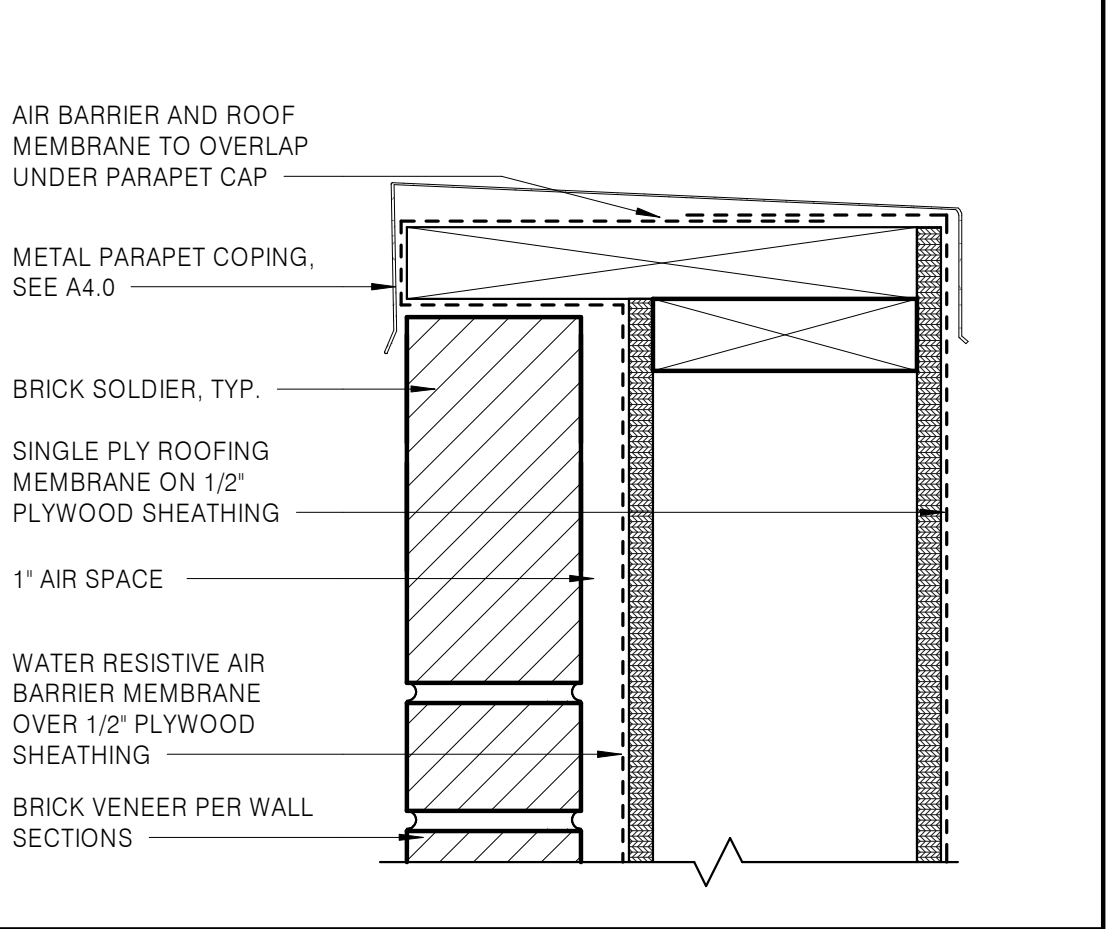 AIR BARRIER AND ROOF
MEMBRANE TO OVERLAP
UNDER PARAPET CAP
METAL PARAPET COPING,
SEE A4.0
BRICK SOLDIER, TYP.
SINGLE PLY ROOFING
MEMBRANE ON 1/2"
PLYWOOD SHEATHING
1" AIR SPACE
WATER RESISTIVE AIR
BARRIER MEMBRANE
OVER 1/2" PLYWOOD
SHEATHING
BRICK VENEER PER WALL
SECTIONS